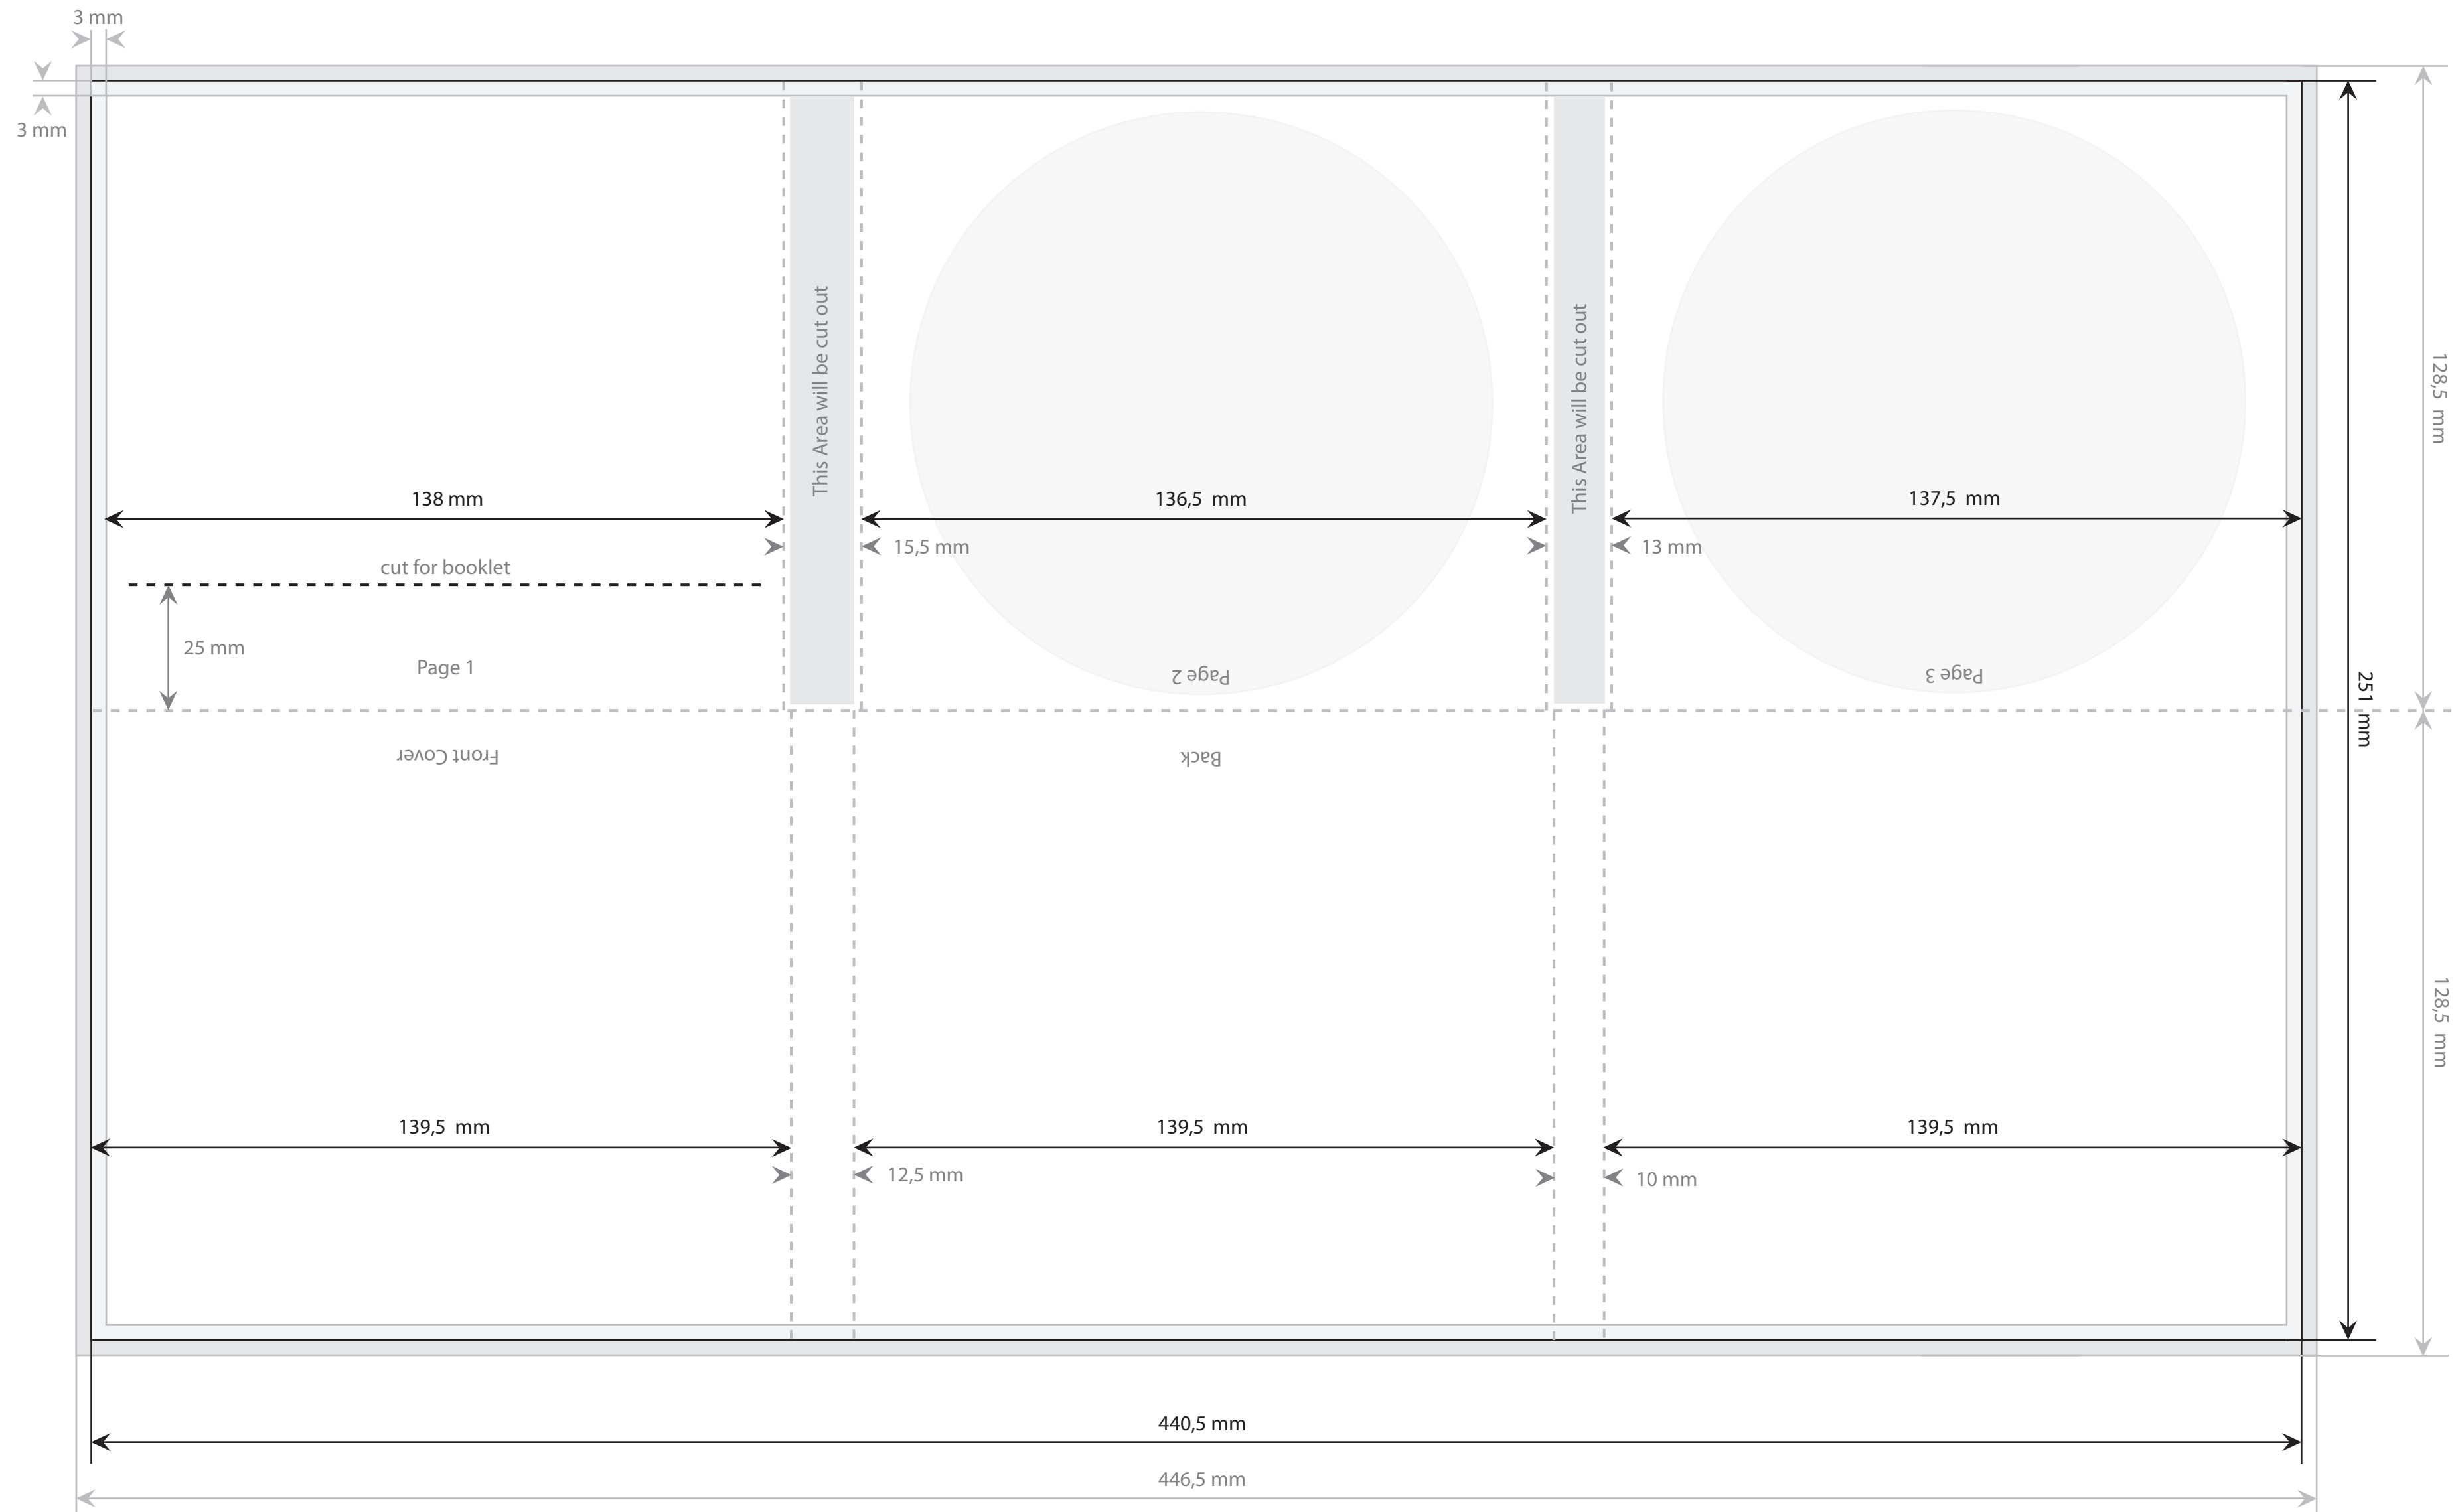 3 mm
3 mm
This Area will be cut out
This Area will be cut out
128,5 mm
138 mm
136,5 mm
137,5 mm
15,5 mm
13 mm
cut for booklet
25 mm
Page 1
Page 2
Page 3
251 mm
Front Cover
Back
128,5 mm
139,5 mm
139,5 mm
139,5 mm
12,5 mm
10 mm
440,5 mm
446,5 mm